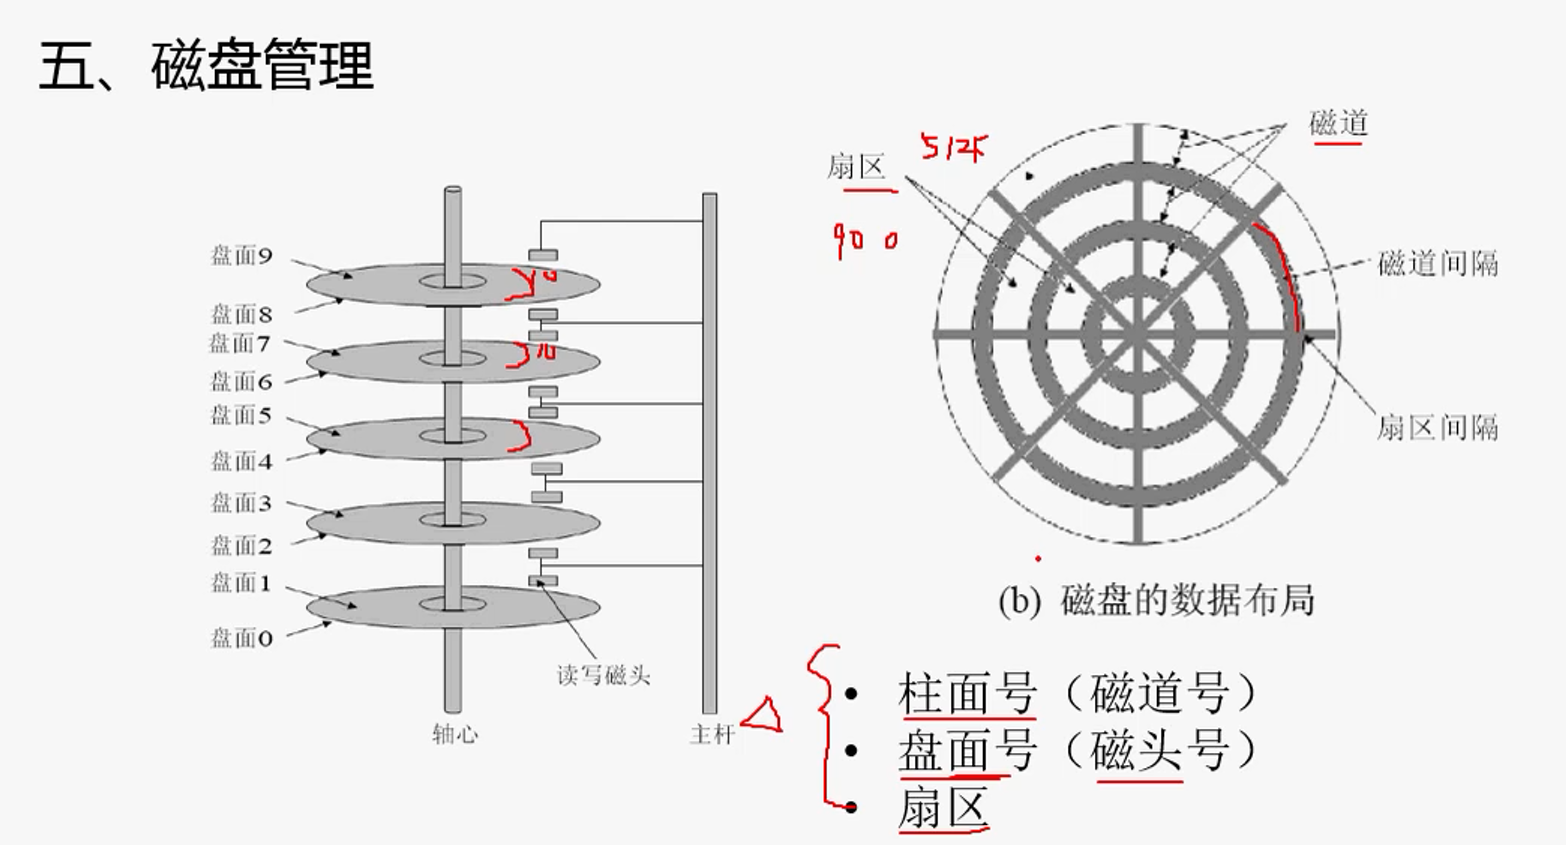 五、磁盘管理
盘面9
盘面8
盘面7
盘面6
盘面5
盘面4
盘面3
盘面2
盘面1
盘面0
读写磁头
轴心
主杆
扇区
磁道
900
磁道间隔
扇区间隔
(b) 磁盘的数据布局
• 柱面号（磁道号）
• 盘面号（磁头号）
• 扇区